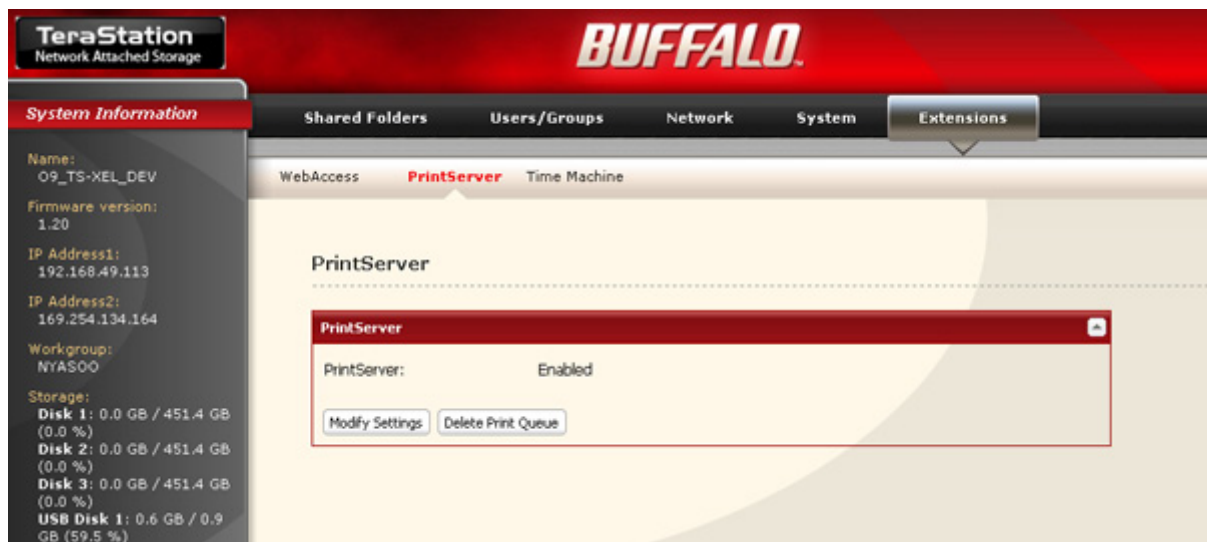 TeraStation
Network Attached Storage
BUFFALO™
System Information
Shared Folders Users/Groups Network System Extensions
WebAccess PrintServer Time Machine
Name:
O9_TS-XEL_DEV
Firmware version:
1.20
IP Address1:
192.168.49.113
IP Address2:
169.254.134.164
Workgroup:
NYASOO
Storage:
Disk 1: 0.0 GB / 451.4 GB
(0.0 %)
Disk 2: 0.0 GB / 451.4 GB
(0.0 %)
Disk 3: 0.0 GB / 451.4 GB
(0.0 %)
USB Disk 1: 0.6 GB / 0.9
GB (59.5 %)
PrintServer
PrintServer
PrintServer: Enabled
Modify Settings Delete Print Queue